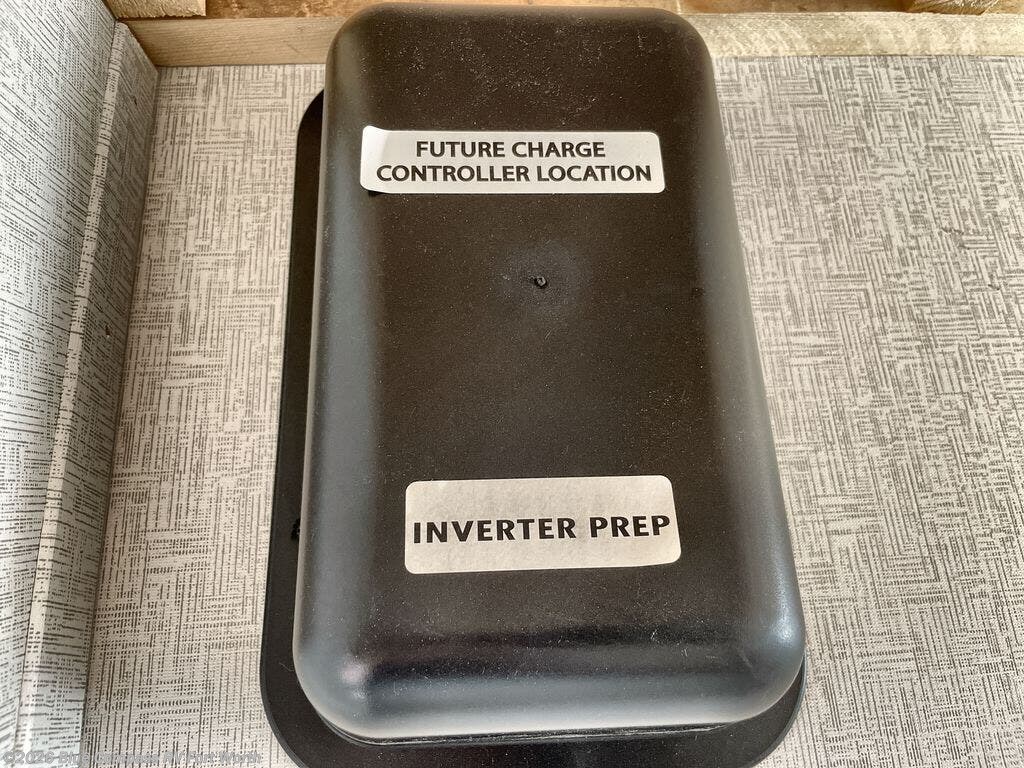 FUTURE CHARGE
CONTROLLER LOCATION
INVERTER PREP